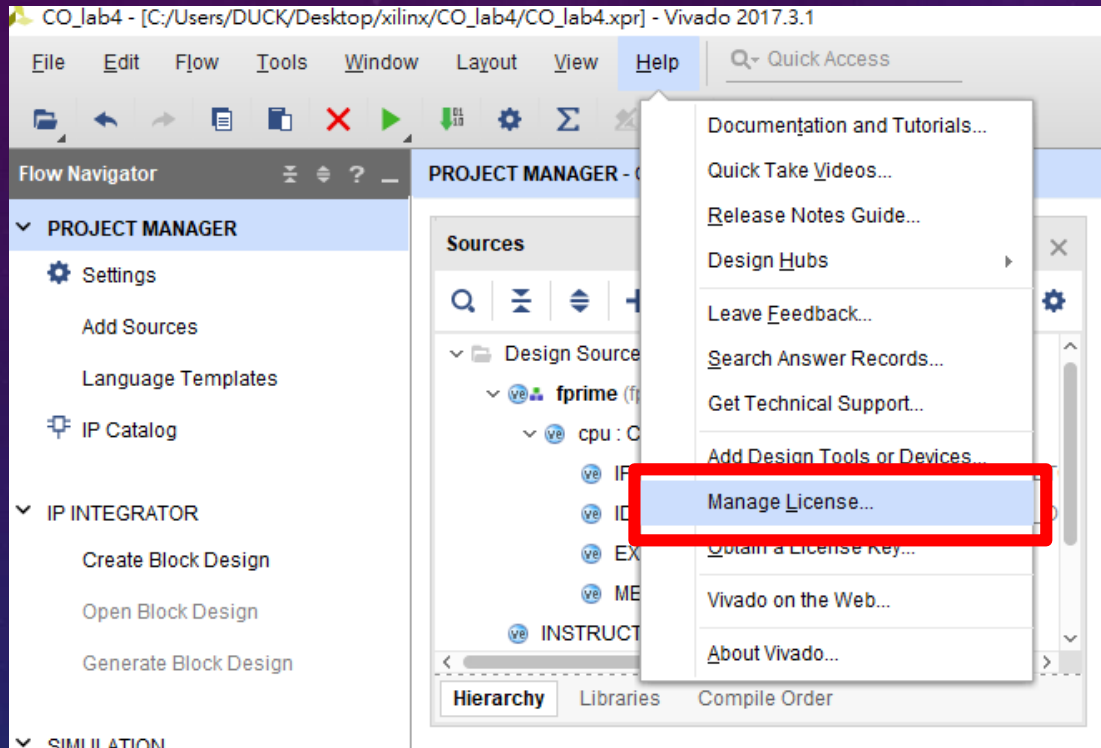 CO_lab4 - [C:/Users/DUCK/Desktop/xilinx/CO_lab4/CO_lab4.xpr] - Vivado 2017.3.1
File Edit Flow Tools Window Layout View Help Quick Access
Flow Navigator
PROJECT MANAGER
Settings
Add Sources
Language Templates
IP Catalog
IP INTEGRATOR
Create Block Design
Open Block Design
Generate Block Design
SIMULATION
PROJECT MANAGER -
Sources
Design Source
fprime
cpu : C
IF
ID
EX
ME
INSTRUCT
Hierarchy Libraries Compile Order
Documentation and Tutorials...
Quick Take Videos...
Release Notes Guide...
Design Hubs
Leave Feedback...
Search Answer Records...
Get Technical Support...
Add Design Tools or Devices...
Manage License...
Obtain a License Key...
Vivado on the Web...
About Vivado...